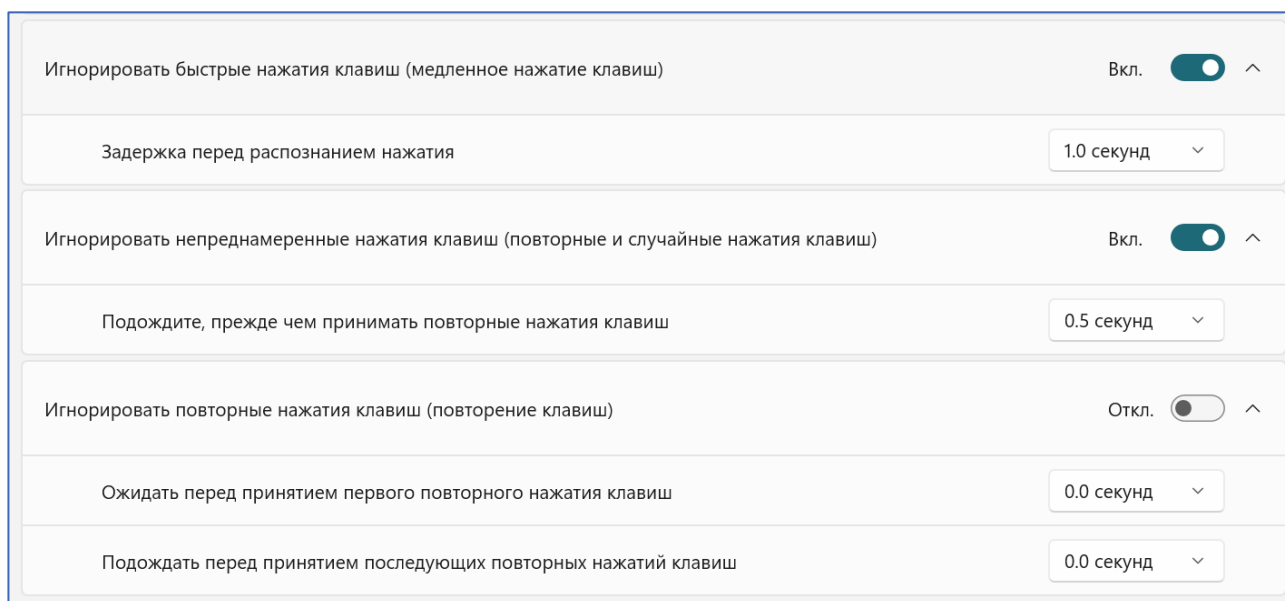 Игнорировать быстрые нажатия клавиш (медленное нажатие клавиш) Вкл.
Задержка перед распознанием нажатия 1.0 секунд
Игнорировать непреднамеренные нажатия клавиш (повторные и случайные нажатия клавиш) Вкл.
Подождите, прежде чем принимать повторные нажатия клавиш 0.5 секунд
Игнорировать повторные нажатия клавиш (повторение клавиш) Откл.
Ожидать перед принятием первого повторного нажатия клавиш 0.0 секунд
Подождать перед принятием последующих повторных нажатий клавиш 0.0 секунд